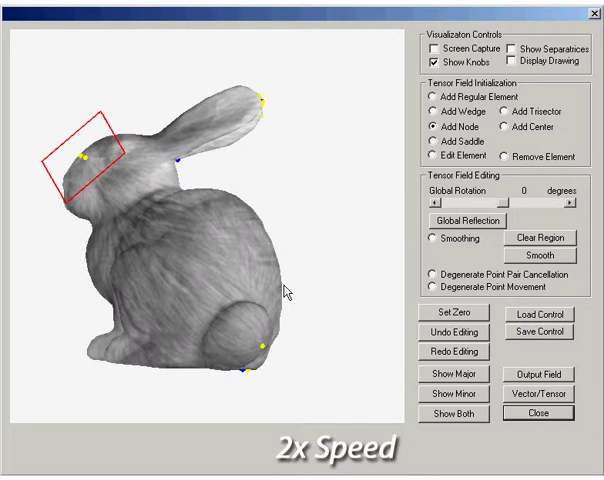 Visualizaton Controls
Screen Capture
Show Separatrices
Show Knobs
Display Drawing
Tensor Field Initialization
Add Regular Element
Add Wedge
Add Trisector
Add Node
Add Center
Add Saddle
Edit Element
Remove Element
Tensor Field Editing
Global Rotation 0 degrees
Global Reflection
Smoothing
Clear Region
Smooth
Degenerate Point Pair Cancellation
Degenerate Point Movement
Set Zero
Load Control
Undo Editing
Save Control
Redo Editing
Show Major
Output Field
Show Minor
Vector/Tensor
Show Both
Close
2x Speed